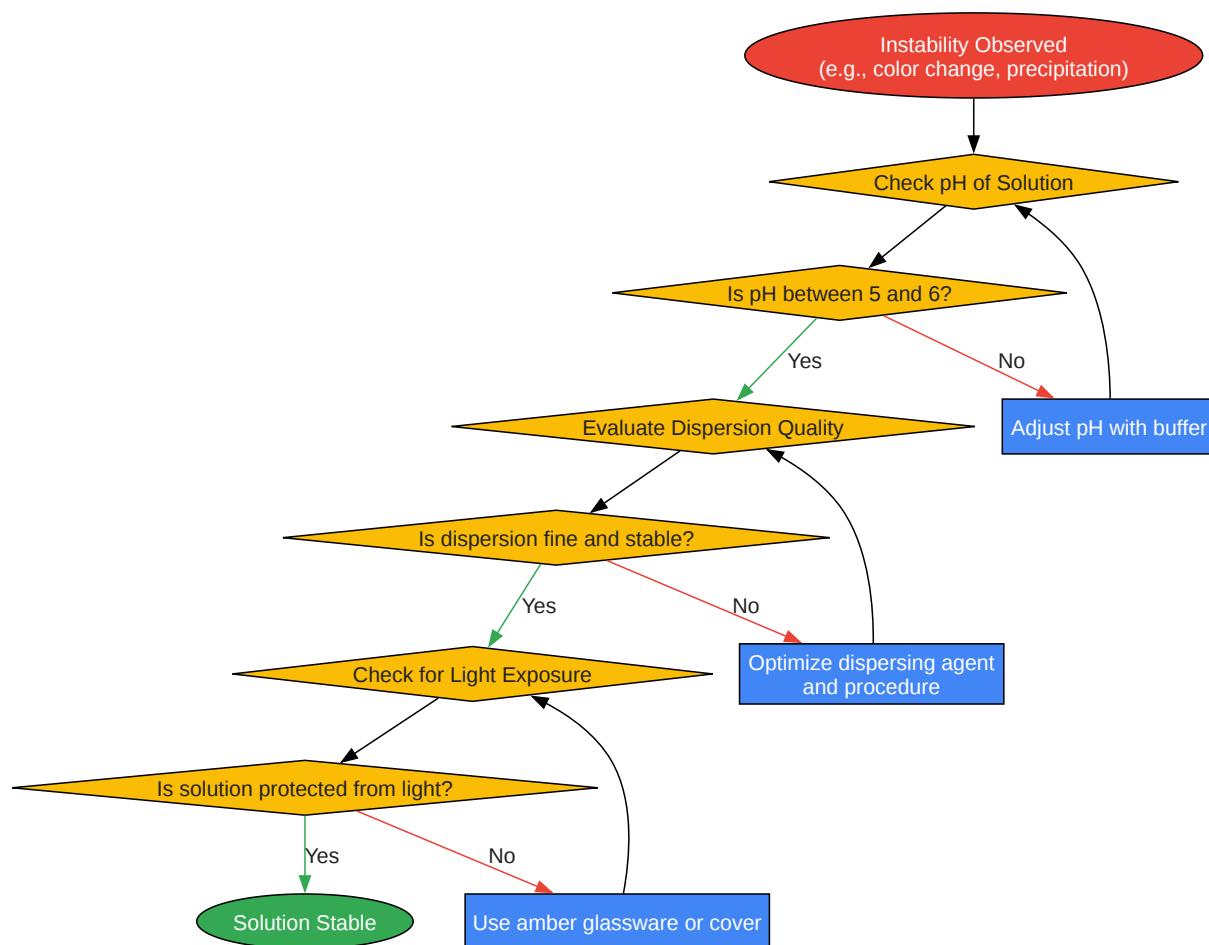 Instability Observed
(e.g., color change, precipitation)
Check pH of Solution
Is pH between 5 and 6?
Yes
No
Evaluate Dispersion Quality
Adjust pH with buffer
Is dispersion fine and stable?
Yes
No
Check for Light Exposure
Optimize dispersing agent
and procedure
Is solution protected from light?
Yes
No
Solution Stable
Use amber glassware or cover